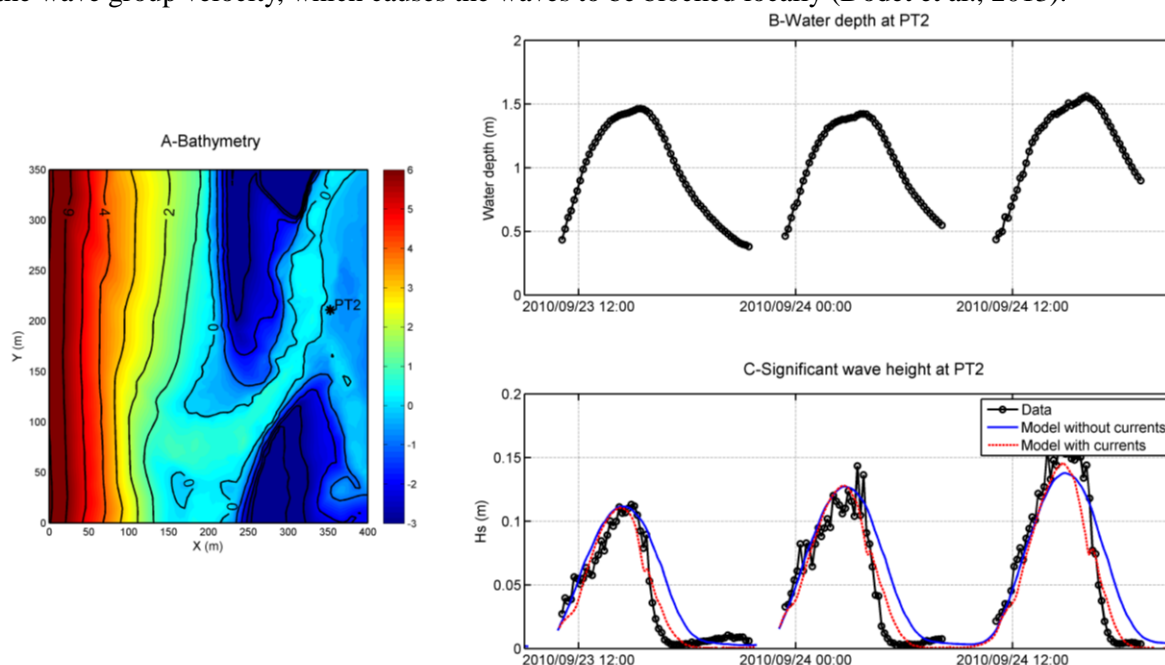 the wave group velocity, which causes the waves to be blocked locally (Bodet et al., 2013).
B-Water depth at PT2
2
1.5
1
0.5
0
Water depth (m)
2010/09/23 12:00 2010/09/24 00:00 2010/09/24 12:00
A-Bathymetry
350
300
250
200
150
100
50
0
Y (m)
0 50 100 150 200 250 300 350 400
X (m)
6 4 2 0 0
PT2
0
0
6
5
4
3
2
1
0
-1
-2
-3
C-Significant wave height at PT2
0.2
0.15
0.1
0.05
0
Hs (m)
Data
Model without currents
Model with currents
2010/09/23 12:00 2010/09/24 00:00 2010/09/24 12:00